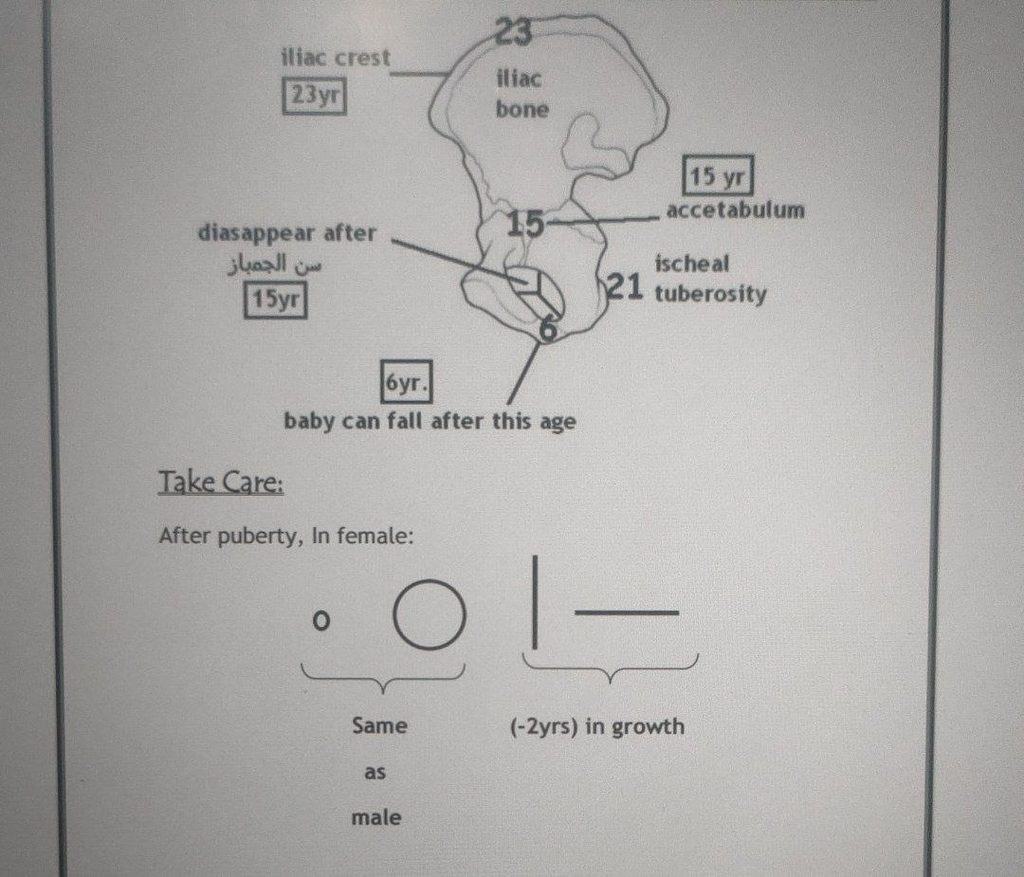 23
iliac crest
23yr
iliac
bone
15 yr
accetabulum
15
diasappear after
سن الجمباز
15yr
ischeal
21 tuberosity
6
6yr.
baby can fall after this age
Take Care:
After puberty, In female:
Same
as
male
(-2yrs) in growth